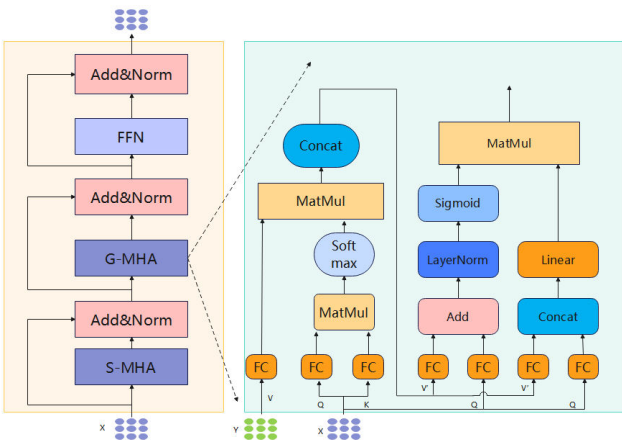 Add&Norm
FFN
Add&Norm
G-MHA
Add&Norm
S-MHA
X
Concat
MatMul
Soft
max
MatMul
FC
FC
FC
V
Q
K
Y
X
MatMul
Sigmoid
LayerNorm
Linear
Add
Concat
FC
FC
FC
FC
V'
Q
V'
Q